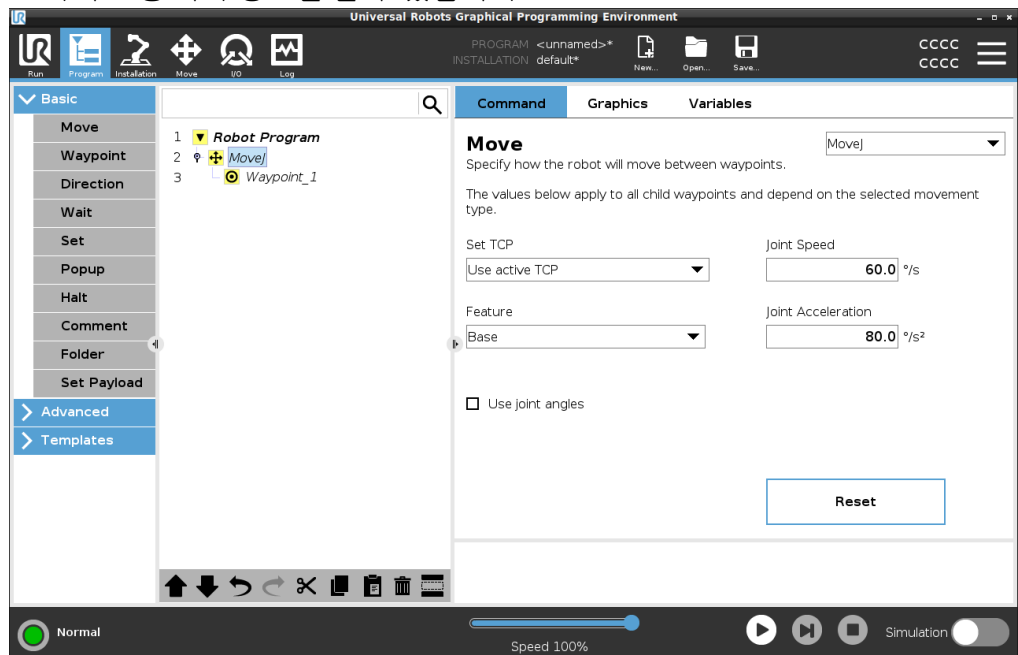 Universal Robots Graphical Programming Environment
Run
Program
Installation
Move
I/O
Log
PROGRAM <unnamed>*
INSTALLATION default*
New...
Open...
Save...
cccc
cccc
Basic
Move
Waypoint
Direction
Wait
Set
Popup
Halt
Comment
Folder
Set Payload
Advanced
Templates
1 Robot Program
2 MoveJ
3 Waypoint_1
Command Graphics Variables
Move
MoveJ
Specify how the robot will move between waypoints.
The values below apply to all child waypoints and depend on the selected movement
type.
Set TCP
Use active TCP
Joint Speed
60.0 °/s
Feature
Base
Joint Acceleration
80.0 °/s²
Use joint angles
Reset
Normal
Speed 100%
Simulation